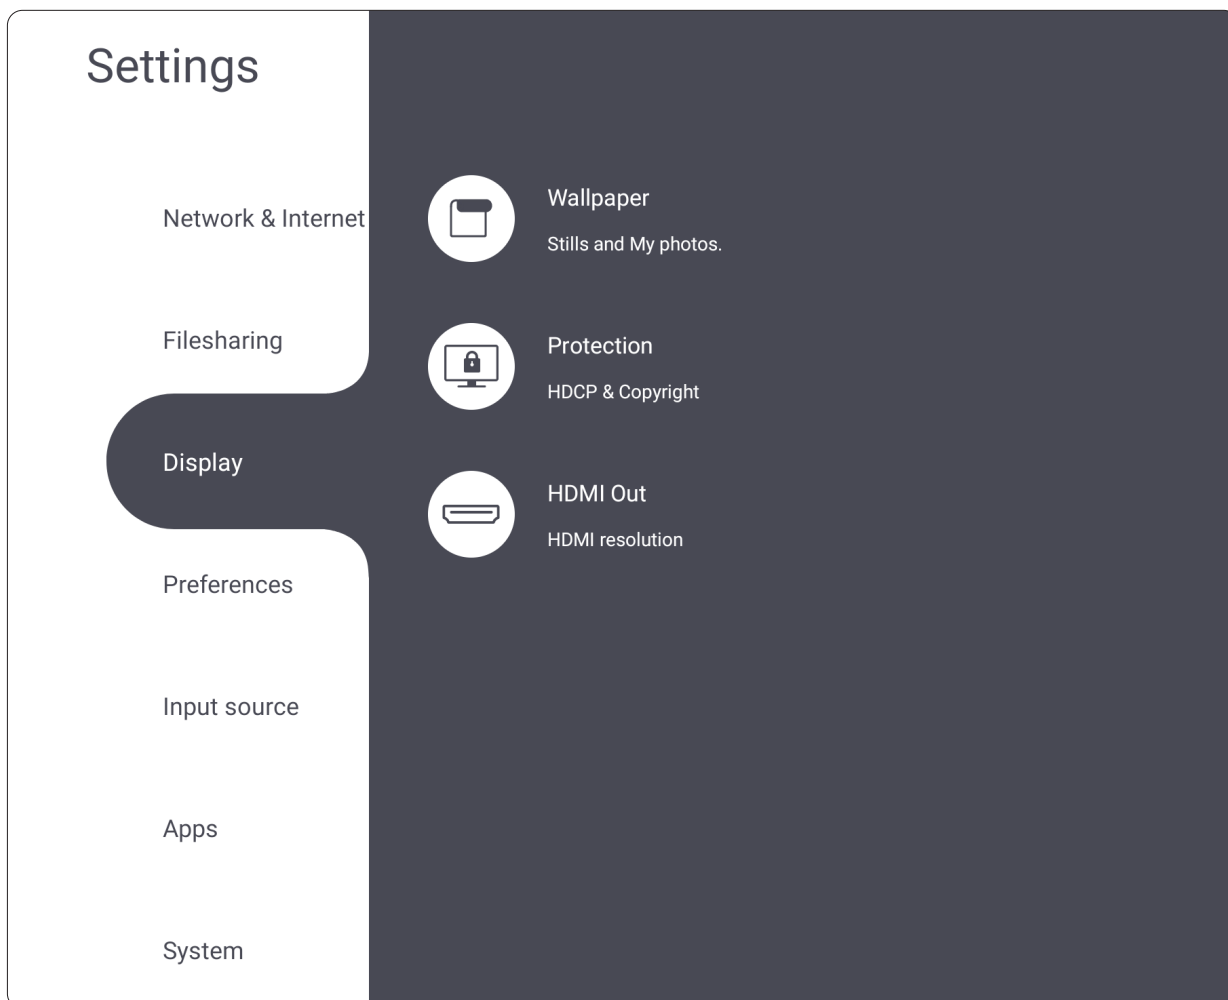 Settings
Network & Internet
Filesharing
Display
Preferences
Input source
Apps
System
Wallpaper
Stills and My photos.
Protection
HDCP & Copyright
HDMI Out
HDMI resolution